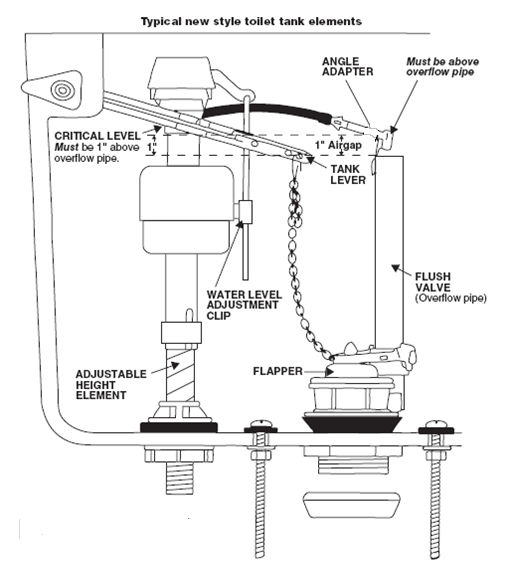 Typical new style toilet tank elements
ANGLE
ADAPTER
Must be above
overflow pipe
CRITICAL LEVEL
Must be 1" above
overflow pipe.
1"
1" Airgap
TANK
LEVER
FLUSH
VALVE
(Overflow pipe)
WATER LEVEL
ADJUSTMENT
CLIP
ADJUSTABLE
HEIGHT
ELEMENT
FLAPPER